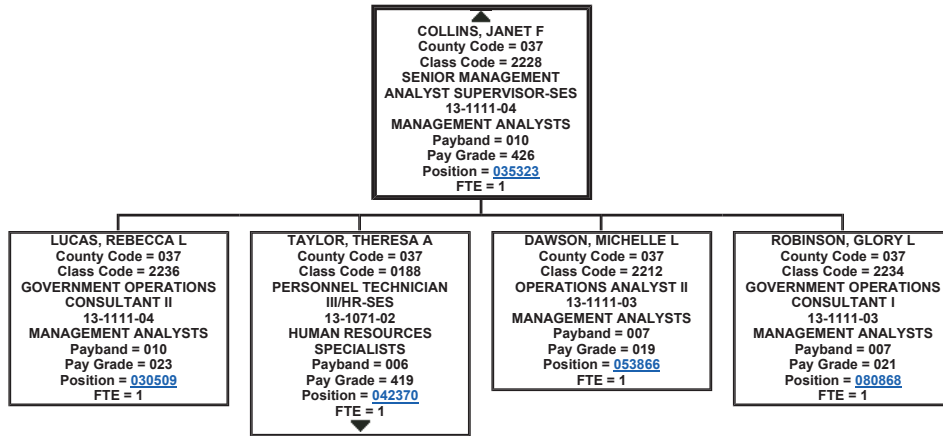 COLLINS, JANET F
County Code = 037
Class Code = 2228
SENIOR MANAGEMENT
ANALYST SUPERVISOR-SES
13-1111-04
MANAGEMENT ANALYSTS
Payband = 010
Pay Grade = 426
Position = 035323
FTE = 1
LUCAS, REBECCA L
County Code = 037
Class Code = 2236
GOVERNMENT OPERATIONS
CONSULTANT II
13-1111-04
MANAGEMENT ANALYSTS
Payband = 010
Pay Grade = 023
Position = 030509
FTE = 1
TAYLOR, THERESA A
County Code = 037
Class Code = 0188
PERSONNEL TECHNICIAN
III/HR-SES
13-1071-02
HUMAN RESOURCES
SPECIALISTS
Payband = 006
Pay Grade = 419
Position = 042370
FTE = 1
DAWSON, MICHELLE L
County Code = 037
Class Code = 2212
OPERATIONS ANALYST II
13-1111-03
MANAGEMENT ANALYSTS
Payband = 007
Pay Grade = 019
Position = 053866
FTE = 1
ROBINSON, GLORY L
County Code = 037
Class Code = 2234
GOVERNMENT OPERATIONS
CONSULTANT I
13-1111-03
MANAGEMENT ANALYSTS
Payband = 007
Pay Grade = 021
Position = 080868
FTE = 1